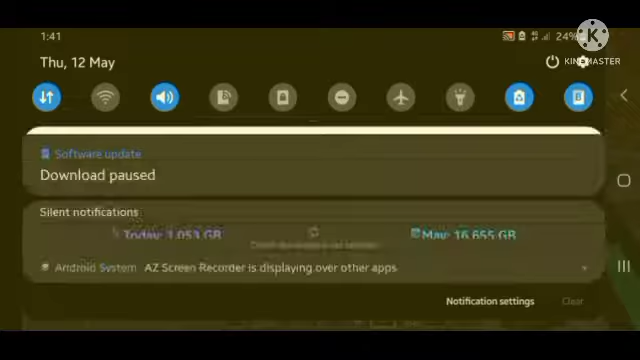 1:41
24%
K
KINEMASTER
Thu, 12 May
Software update
Download paused
Silent notifications
Today: 1.053 GB
May: 16.655 GB
Android System AZ Screen Recorder is displaying over other apps
Notification settings
Clear